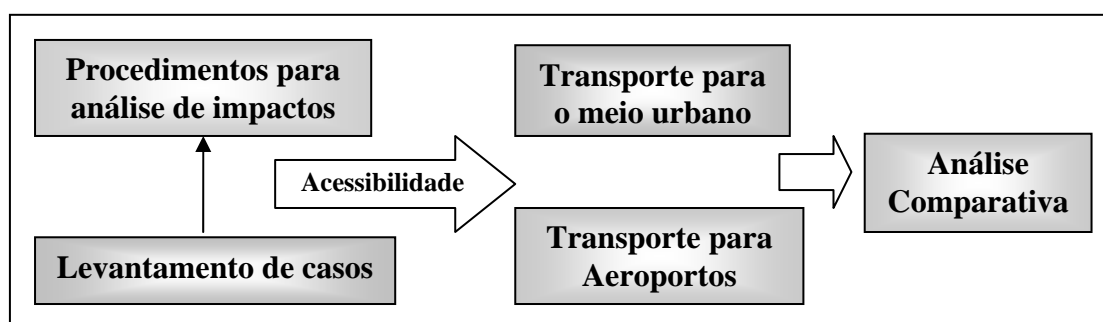 Procedimentos para
análise de impactos
Levantamento de casos
Acessibilidade
Transporte para
o meio urbano
Transporte para
Aeroportos
Análise
Comparativa